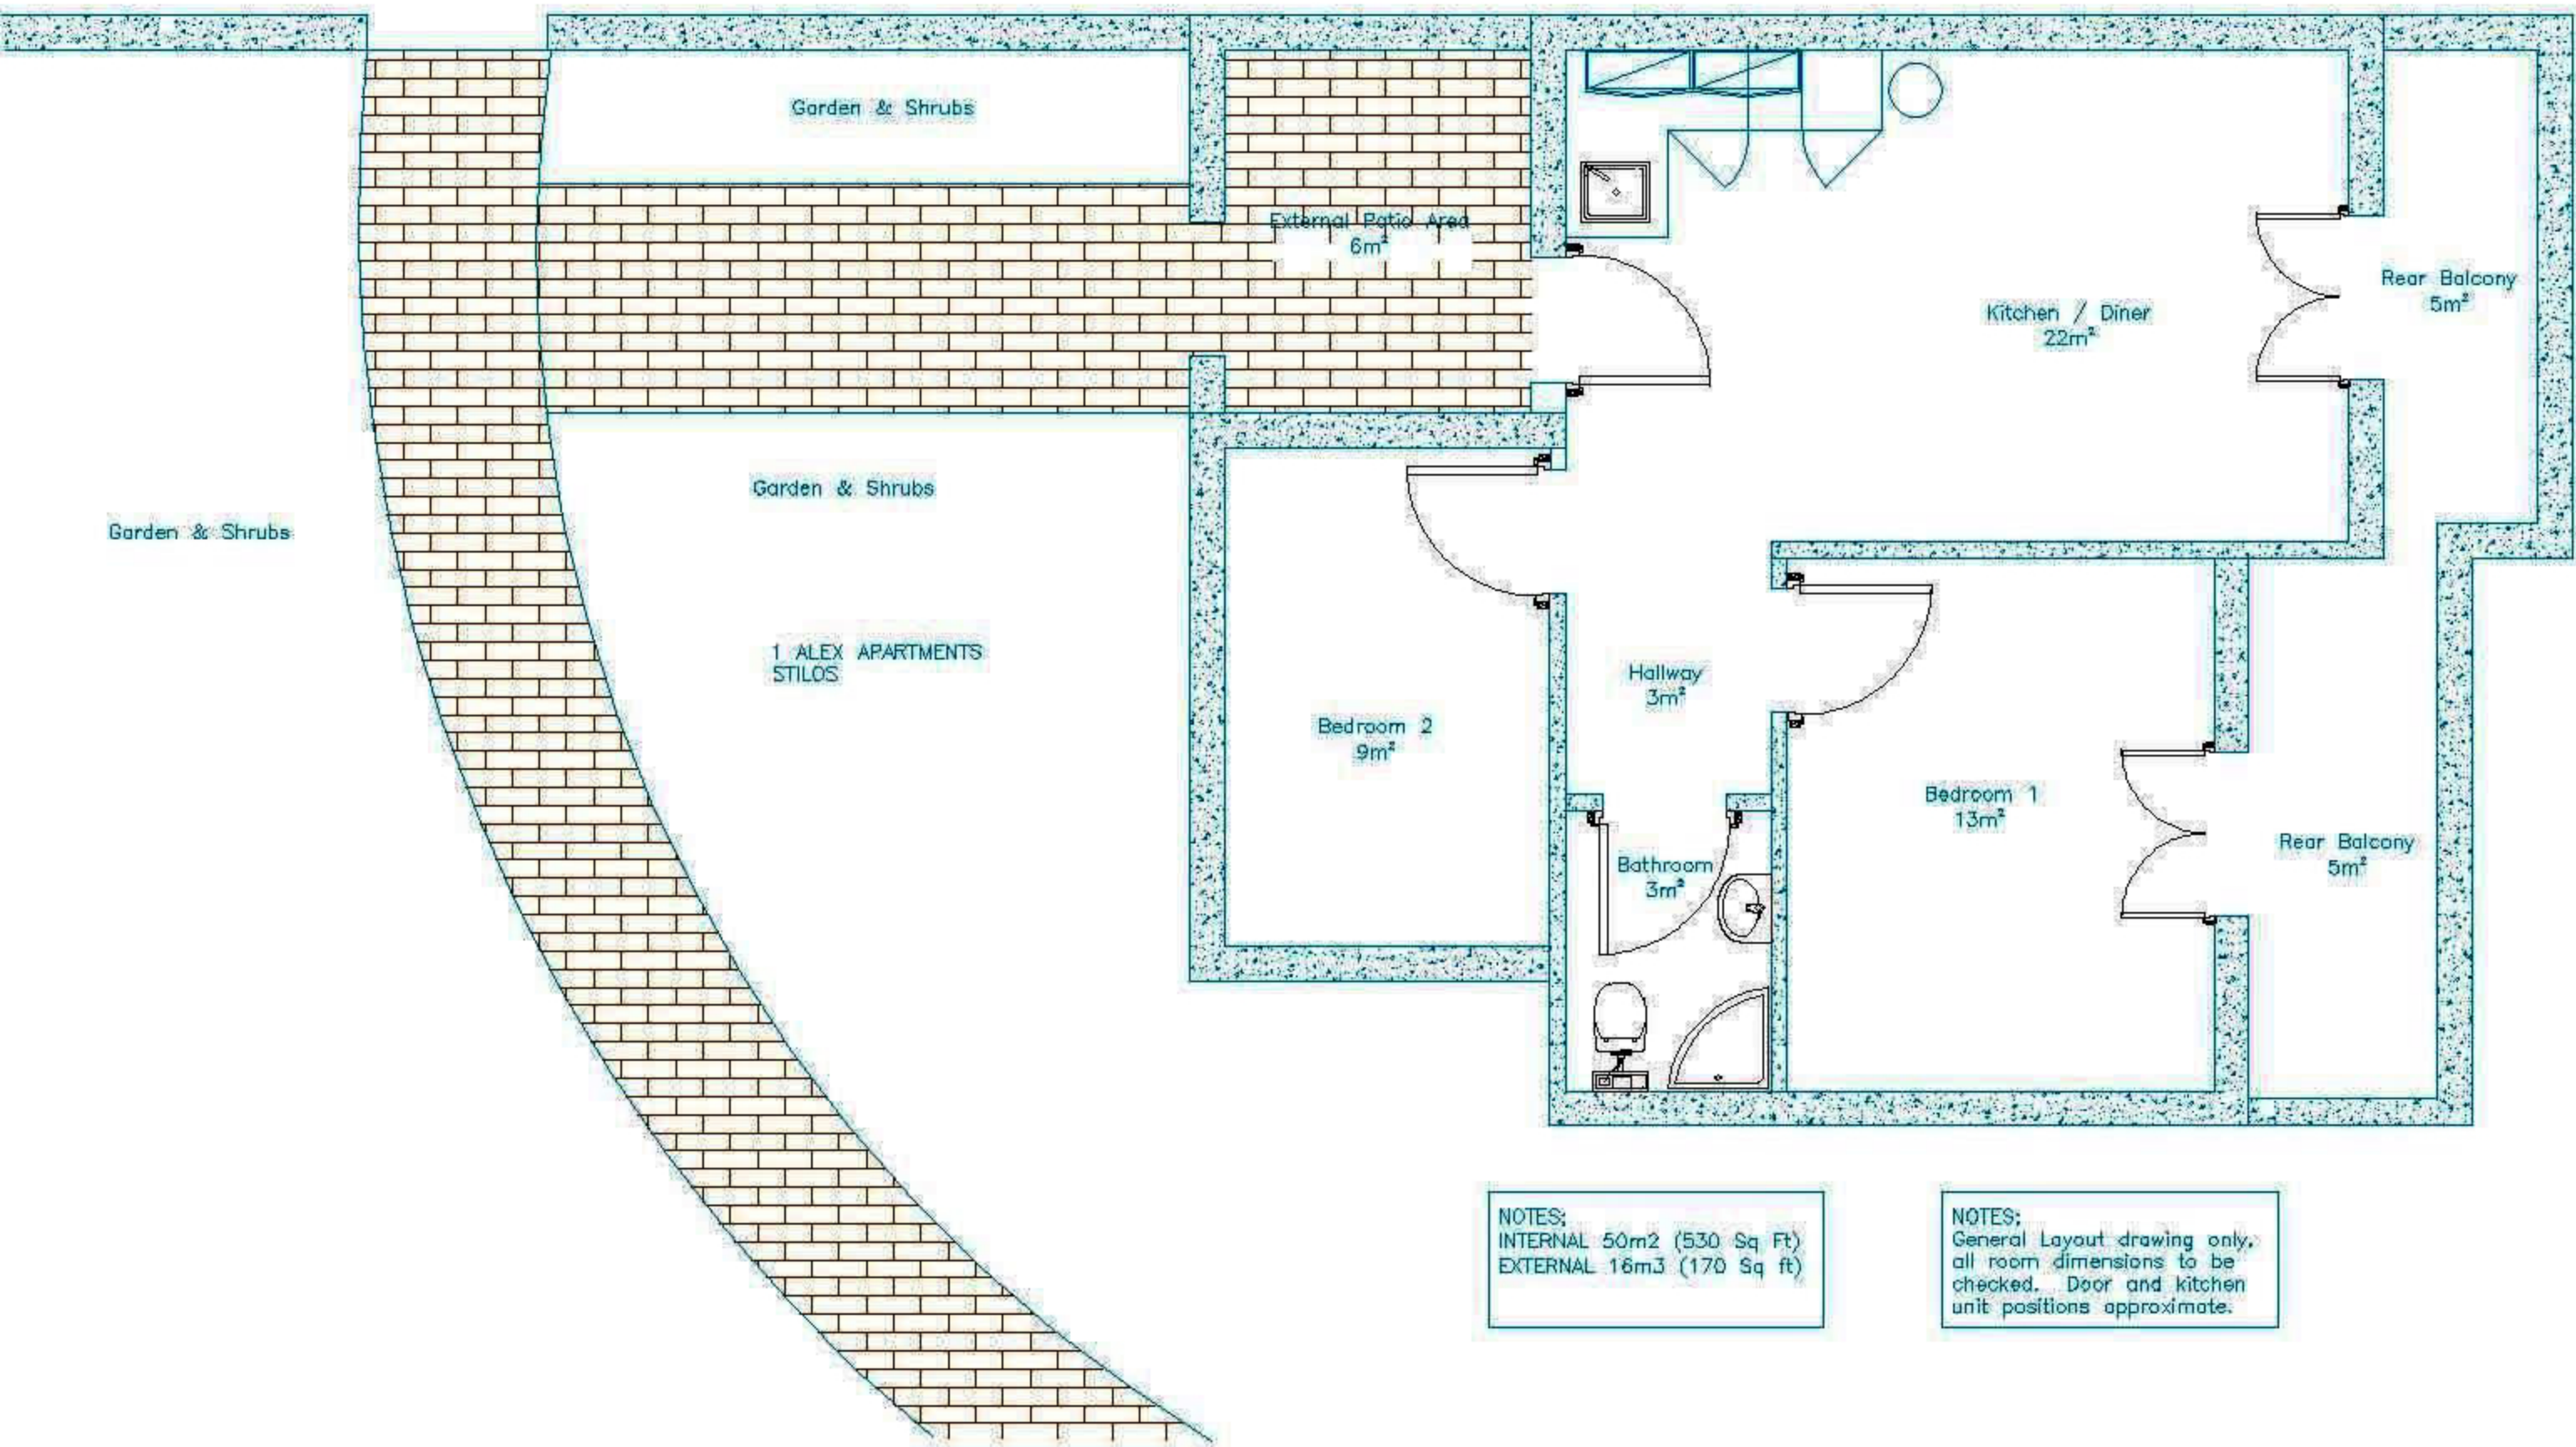 Garden & Shrubs
External Patio Area
6m²
Kitchen / Diner
22m²
Rear Balcony
5m²
Garden & Shrubs
Garden & Shrubs
1 ALEX APARTMENTS
STILOS
Hallway
3m²
Bedroom 2
9m²
Bedroom 1
13m²
Bathroom
3m²
Rear Balcony
5m²
NOTES;
INTERNAL 50m2 (530 Sq Ft)
EXTERNAL 16m3 (170 Sq ft)
NOTES;
General Layout drawing only,
all room dimensions to be
checked. Door and kitchen
unit positions approximate.